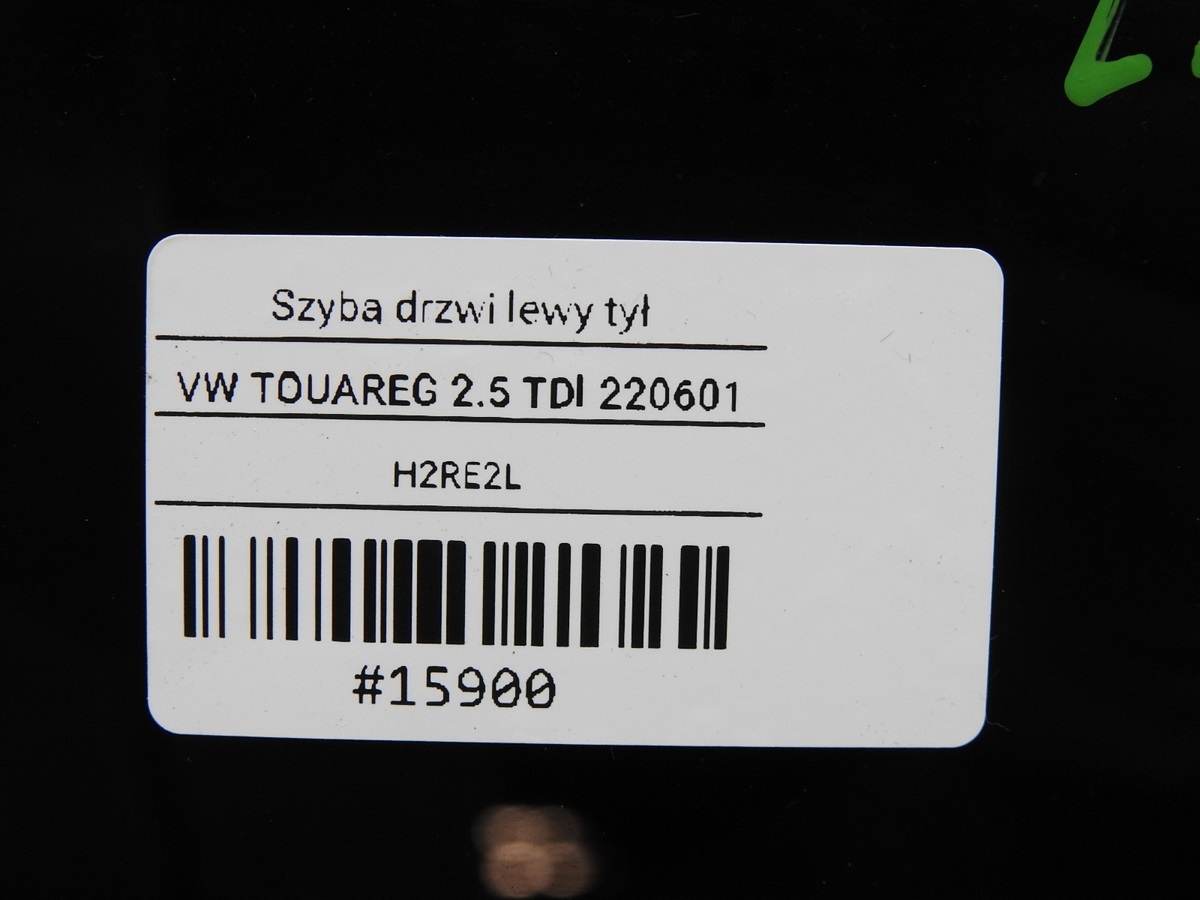 Szyba drzwi lewy tył
VW TOUAREG 2.5 TDI 220601
H2RE2L
#15900